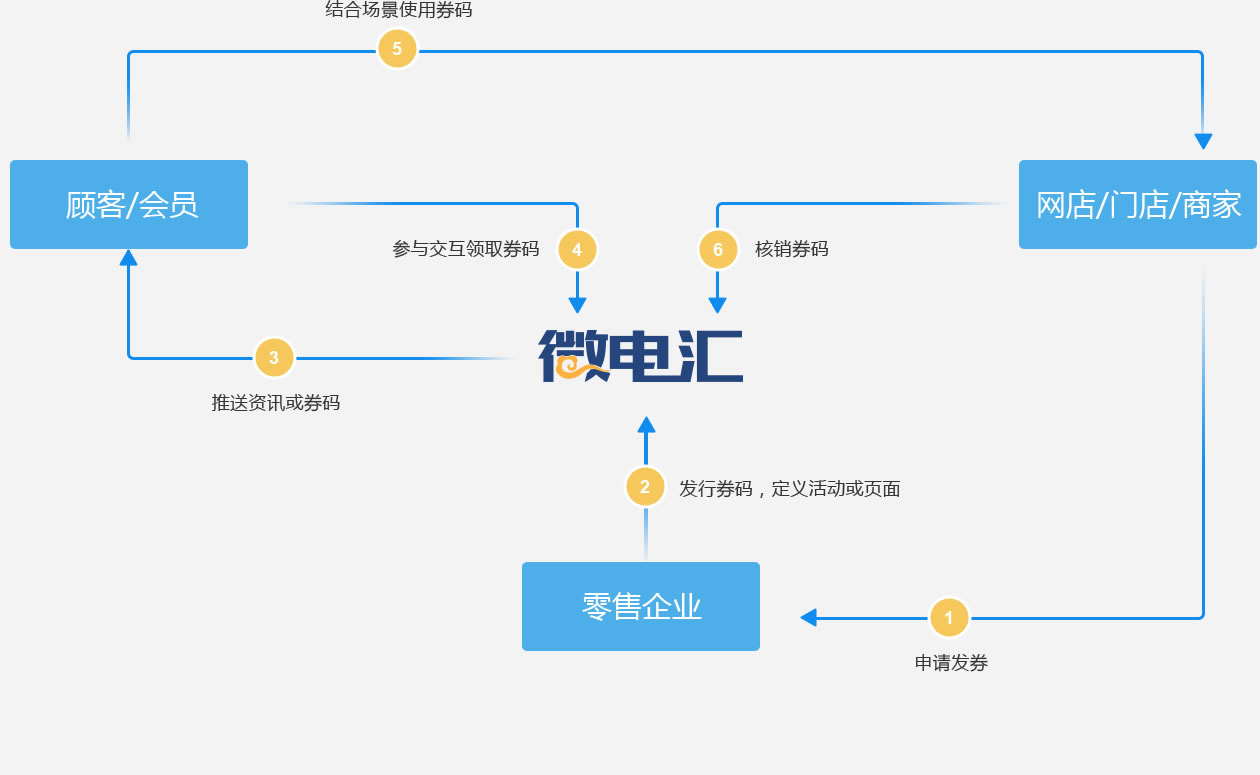 结合场景使用券码
5
顾客/会员
网店/门店/商家
参与交互领取券码
4
6
核销券码
微电汇
3
推送资讯或券码
2
发行券码，定义活动或页面
零售企业
1
申请发券